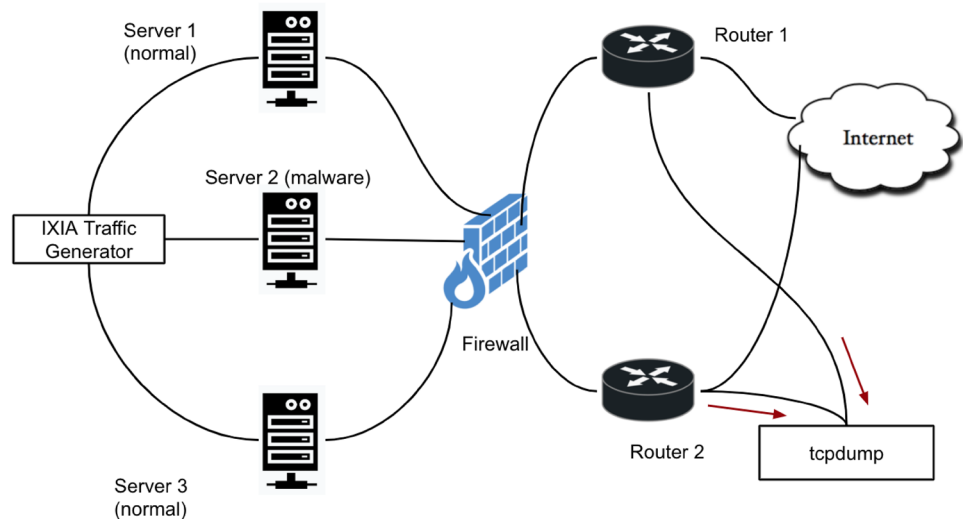 Server 1
(normal)
Router 1
Internet
Server 2 (malware)
IXIA Traffic
Generator
Firewall
Router 2
tcpdump
Server 3
(normal)